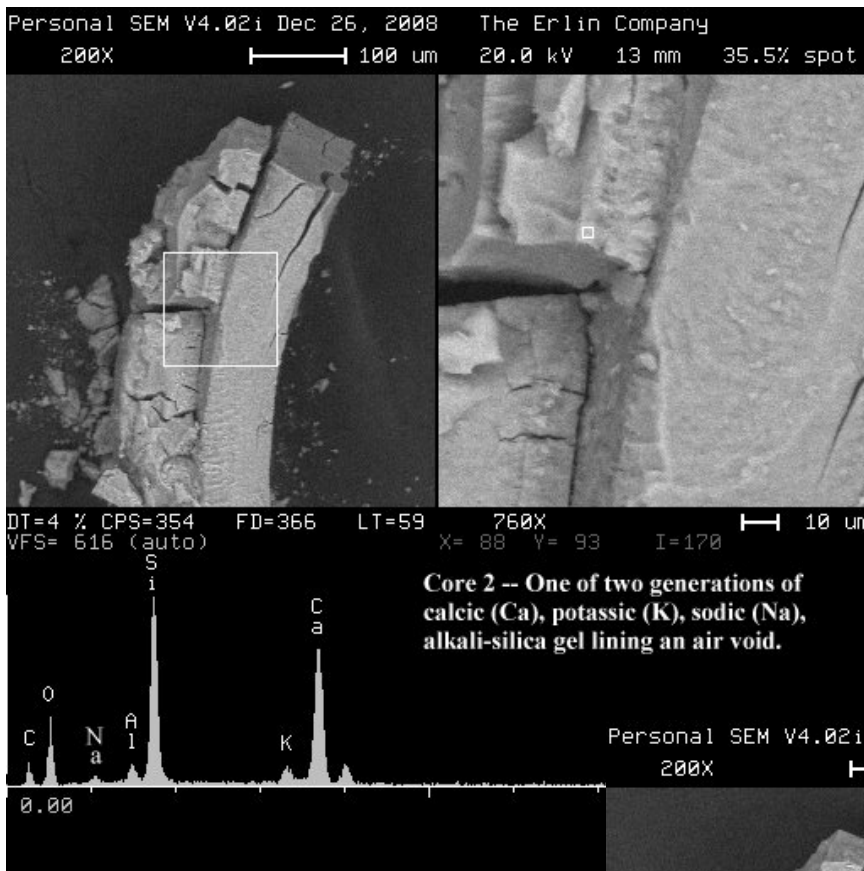 Personal SEM V4.02i Dec 26, 2008 The Erlin Company
200X 100 um 20.0 kV 13 mm 35.5% spot
DT=4 % CPS=354 FD=366 LT=59 760X 10 um
VFS= 616 (auto) X= 88 Y= 93 I=170
Core 2 -- One of two generations of
calcic (Ca), potassic (K), sodic (Na),
alkali-silica gel lining an air void.
C
O
Na
Al
Si
K
Ca
0.00
Personal SEM V4.02i
200X